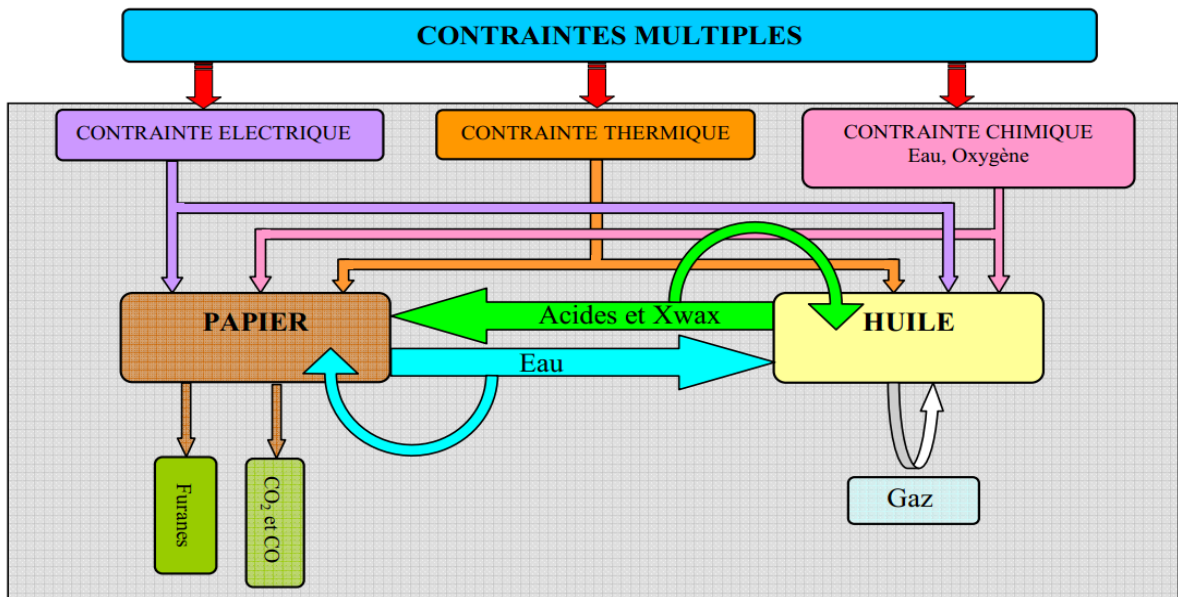 CONTRAINTES MULTIPLES
CONTRAINTE ELECTRIQUE
CONTRAINTE THERMIQUE
CONTRAINTE CHIMIQUE
Eau, Oxygène
PAPIER
Acides et Xwax
HUILE
Eau
Furanes
CO₂ et CO
Gaz